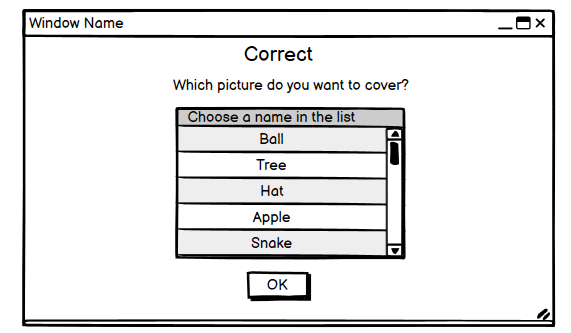 Window Name
Correct
Which picture do you want to cover?
Choose a name in the list
Ball
Tree
Hat
Apple
Snake
OK